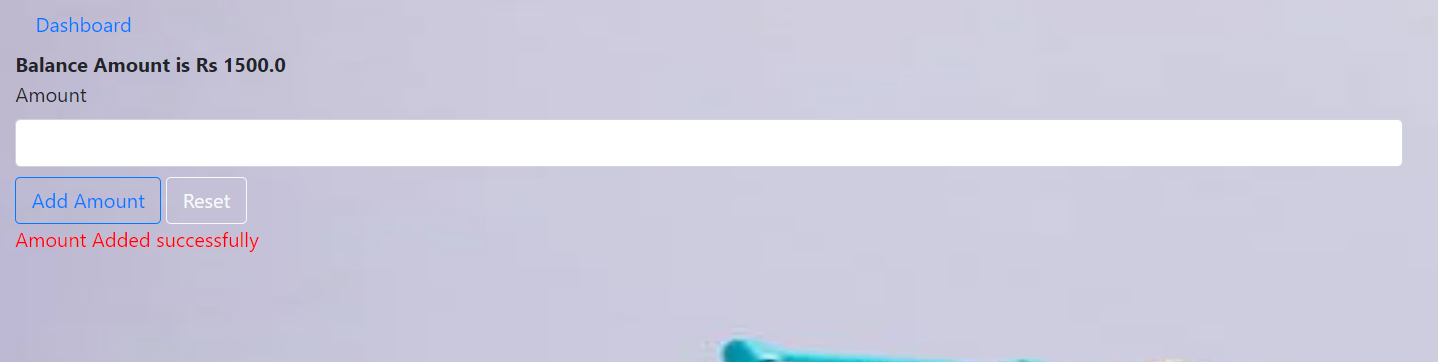 Dashboard
Balance Amount is Rs 1500.0
Amount
Add Amount Reset
Amount Added successfully